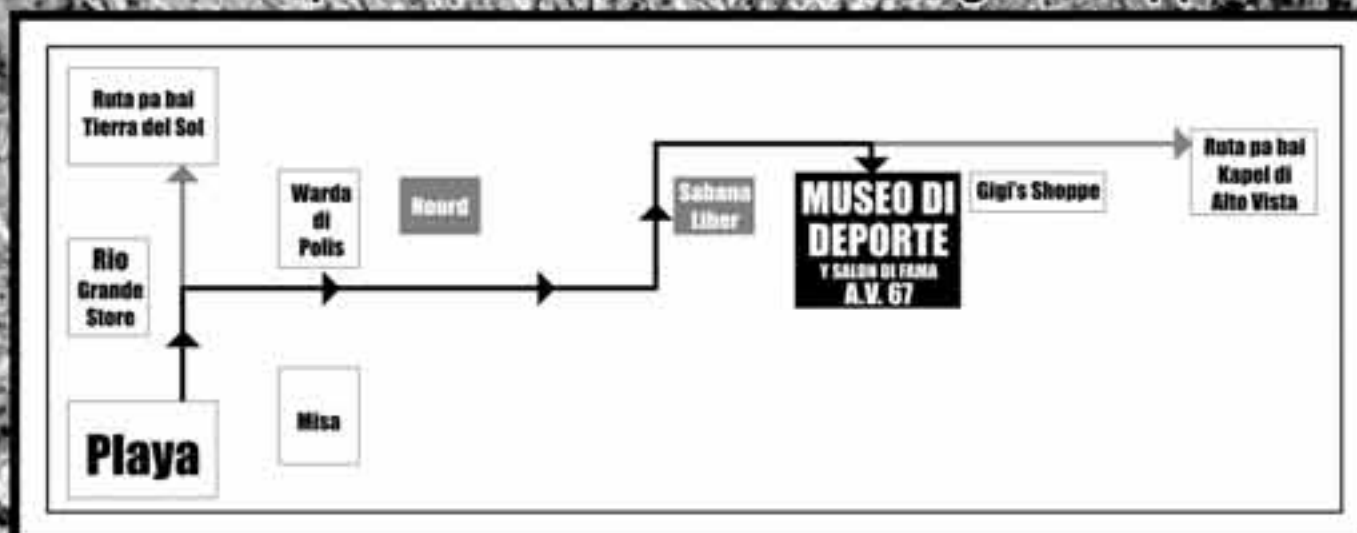 Ruta pa bai
Tierra del Sol
Warda
di
Polis
Noord
Sabana
Liber
MUSEO DI
DEPORTE
Y SALON DI FAMA
A.V. 67
Gigi's Shoppe
Ruta pa bai
Kapel di
Alto Vista
Rio
Grande
Store
Playa
Misa